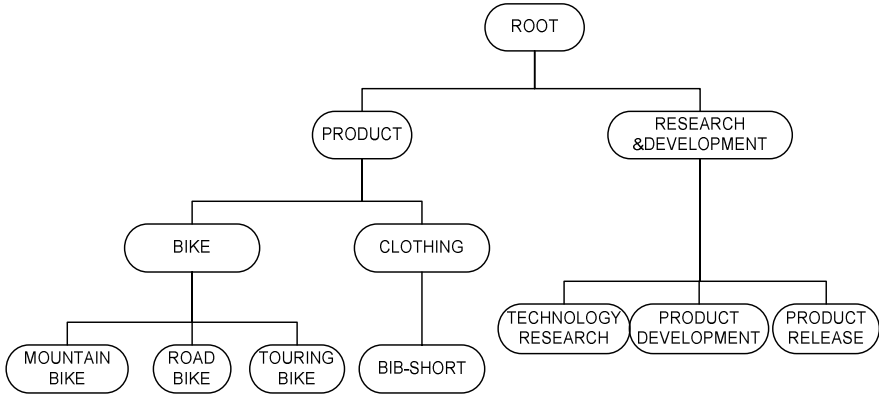 ROOT
PRODUCT
RESEARCH
&DEVELOPMENT
BIKE
CLOTHING
TECHNOLOGY
RESEARCH
PRODUCT
DEVELOPMENT
PRODUCT
RELEASE
MOUNTAIN
BIKE
ROAD
BIKE
TOURING
BIKE
BIB-SHORT